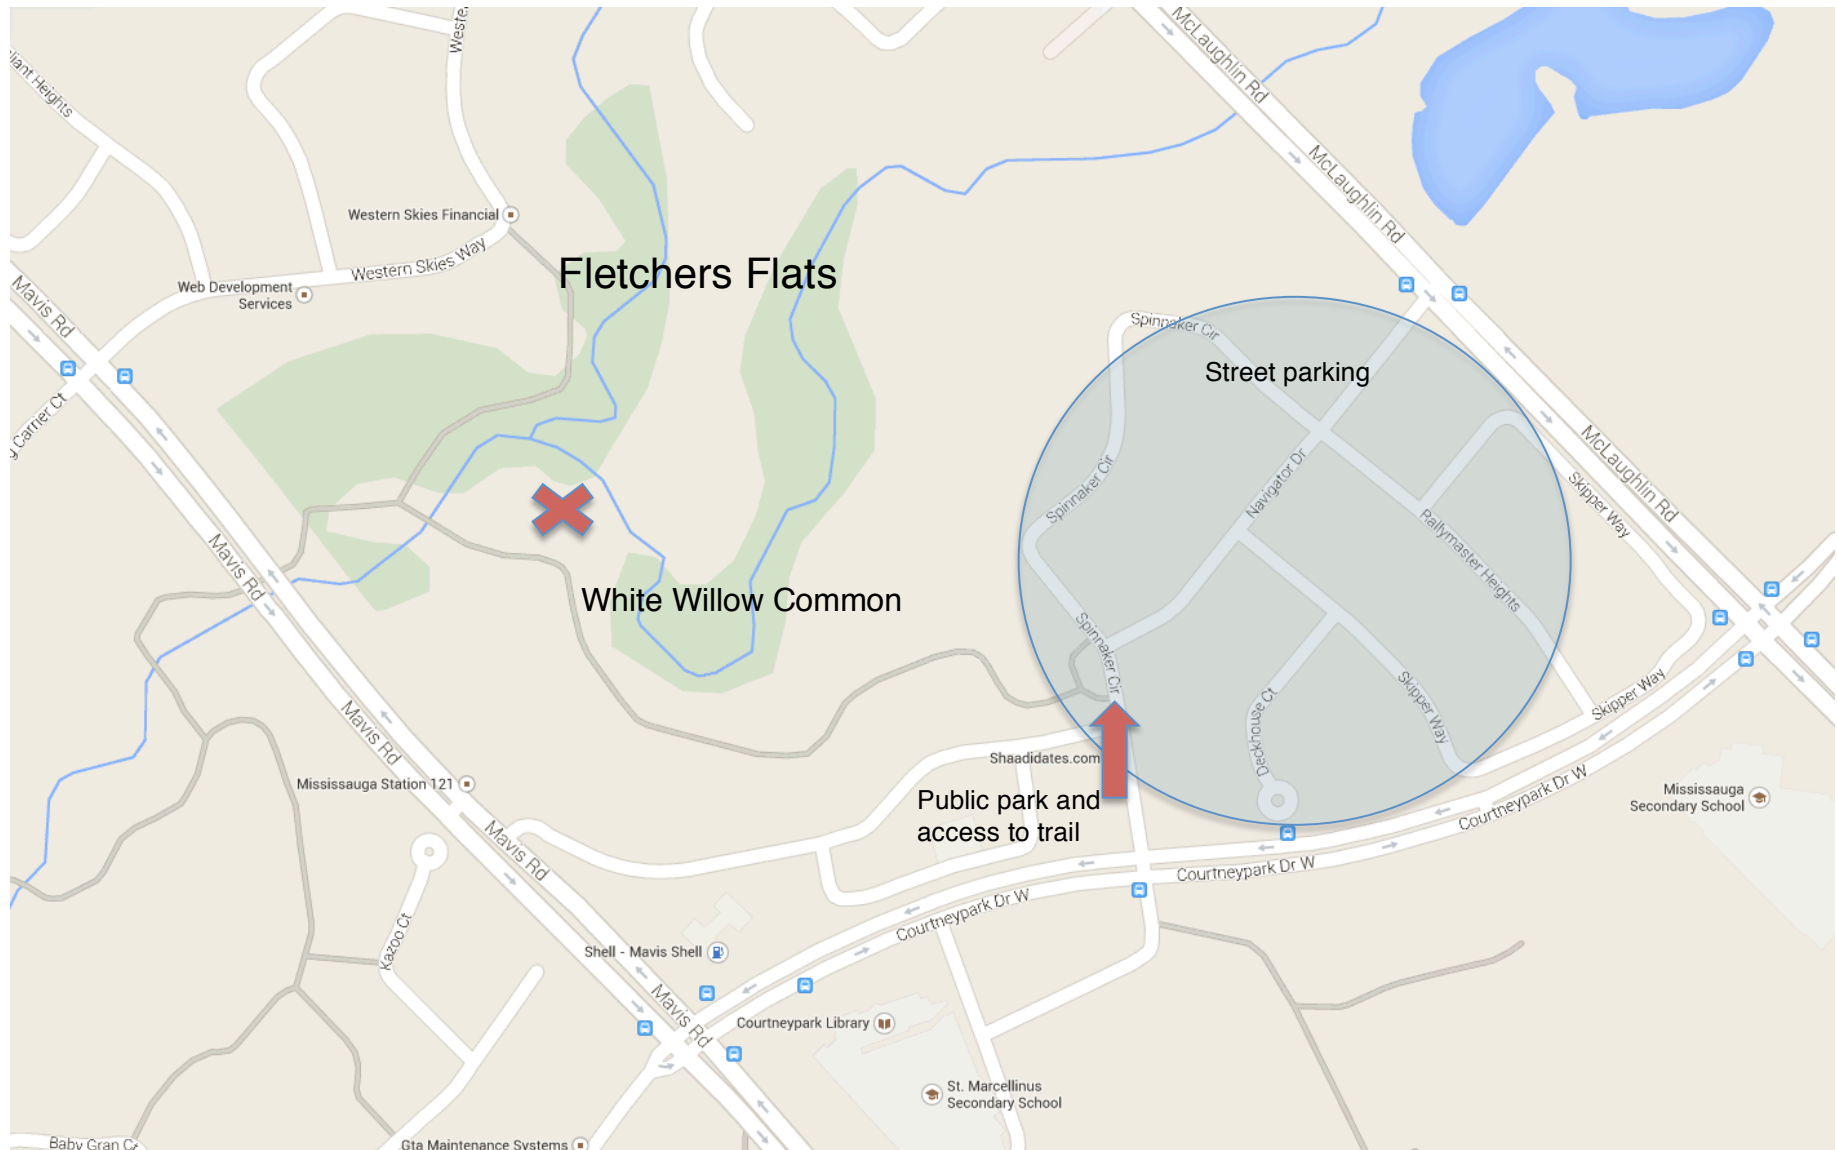 McLaughlin Rd
Western Skies Financial
Western Skies Way
Web Development
Services
Fletchers Flats
Mavis Rd
McLaughlin Rd
Spinnaker Cir
Street parking
McLaughlin Rd
Skipper Way
Navigator Dr
Spinnaker Cir
Rallymaster Heights
Mavis Rd
White Willow Common
Spinnaker Cir
Skipper Way
Skipper Way
Deckhouse Ct
Mavis Rd
Shaadidates.com
Mississauga Station 121
Public park and
access to trail
Courtneypark Dr W
Mississauga
Secondary School
Mavis Rd
Courtneypark Dr W
Courtneypark Dr W
Kazoo Ct
Shell - Mavis Shell
Mavis Rd
Courtneypark Library
St. Marcellinus
Secondary School
Baby Gran Ct
Gta Maintenance Systems
Heights
Carrier Ct